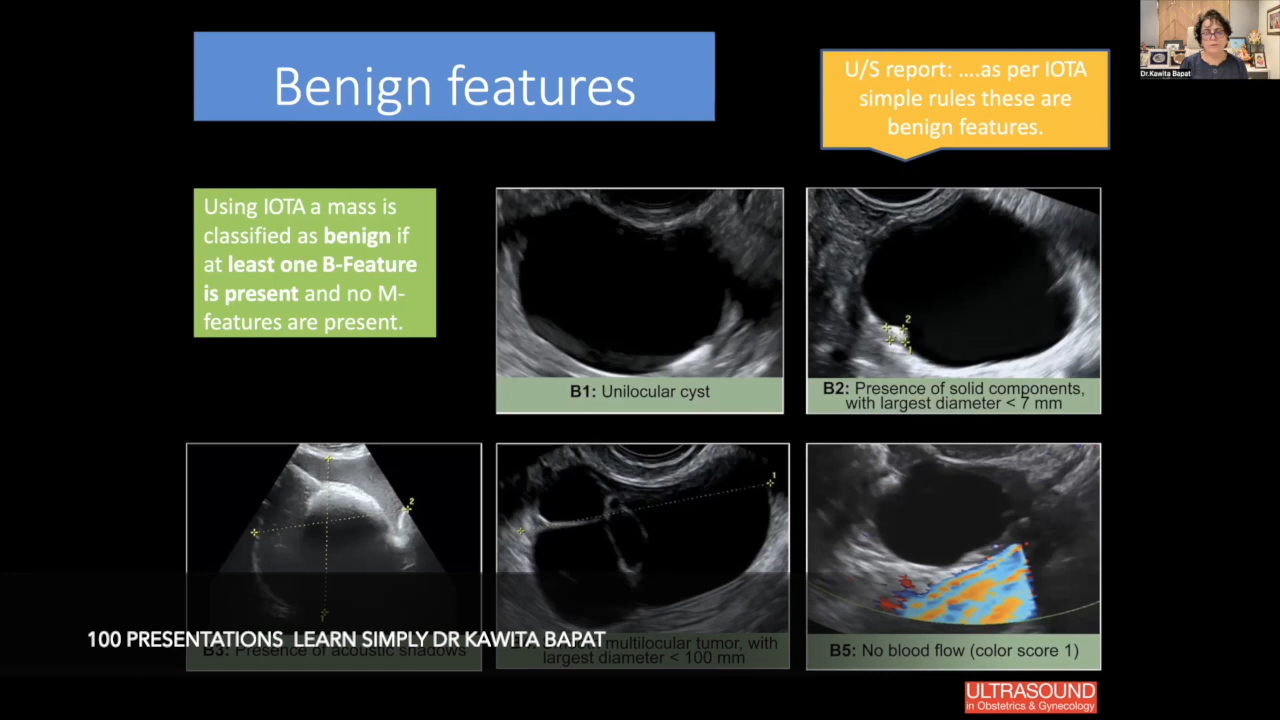 Benign features
U/S report: ....as per IOTA
simple rules these are
benign features.
Dr.Kawita Bapat
Using IOTA a mass is
classified as benign if
at least one B-Feature
is present and no M-
features are present.
B1: Unilocular cyst
2
1
B2: Presence of solid components,
with largest diameter < 7 mm
2
B3: Presence of acoustic shadows
1
multilocular tumor, with
largest diameter < 100 mm
B5: No blood flow (color score 1)
100 PRESENTATIONS LEARN SIMPLY DR KAWITA BAPAT
ULTRASOUND
in Obstetrics & Gynecology